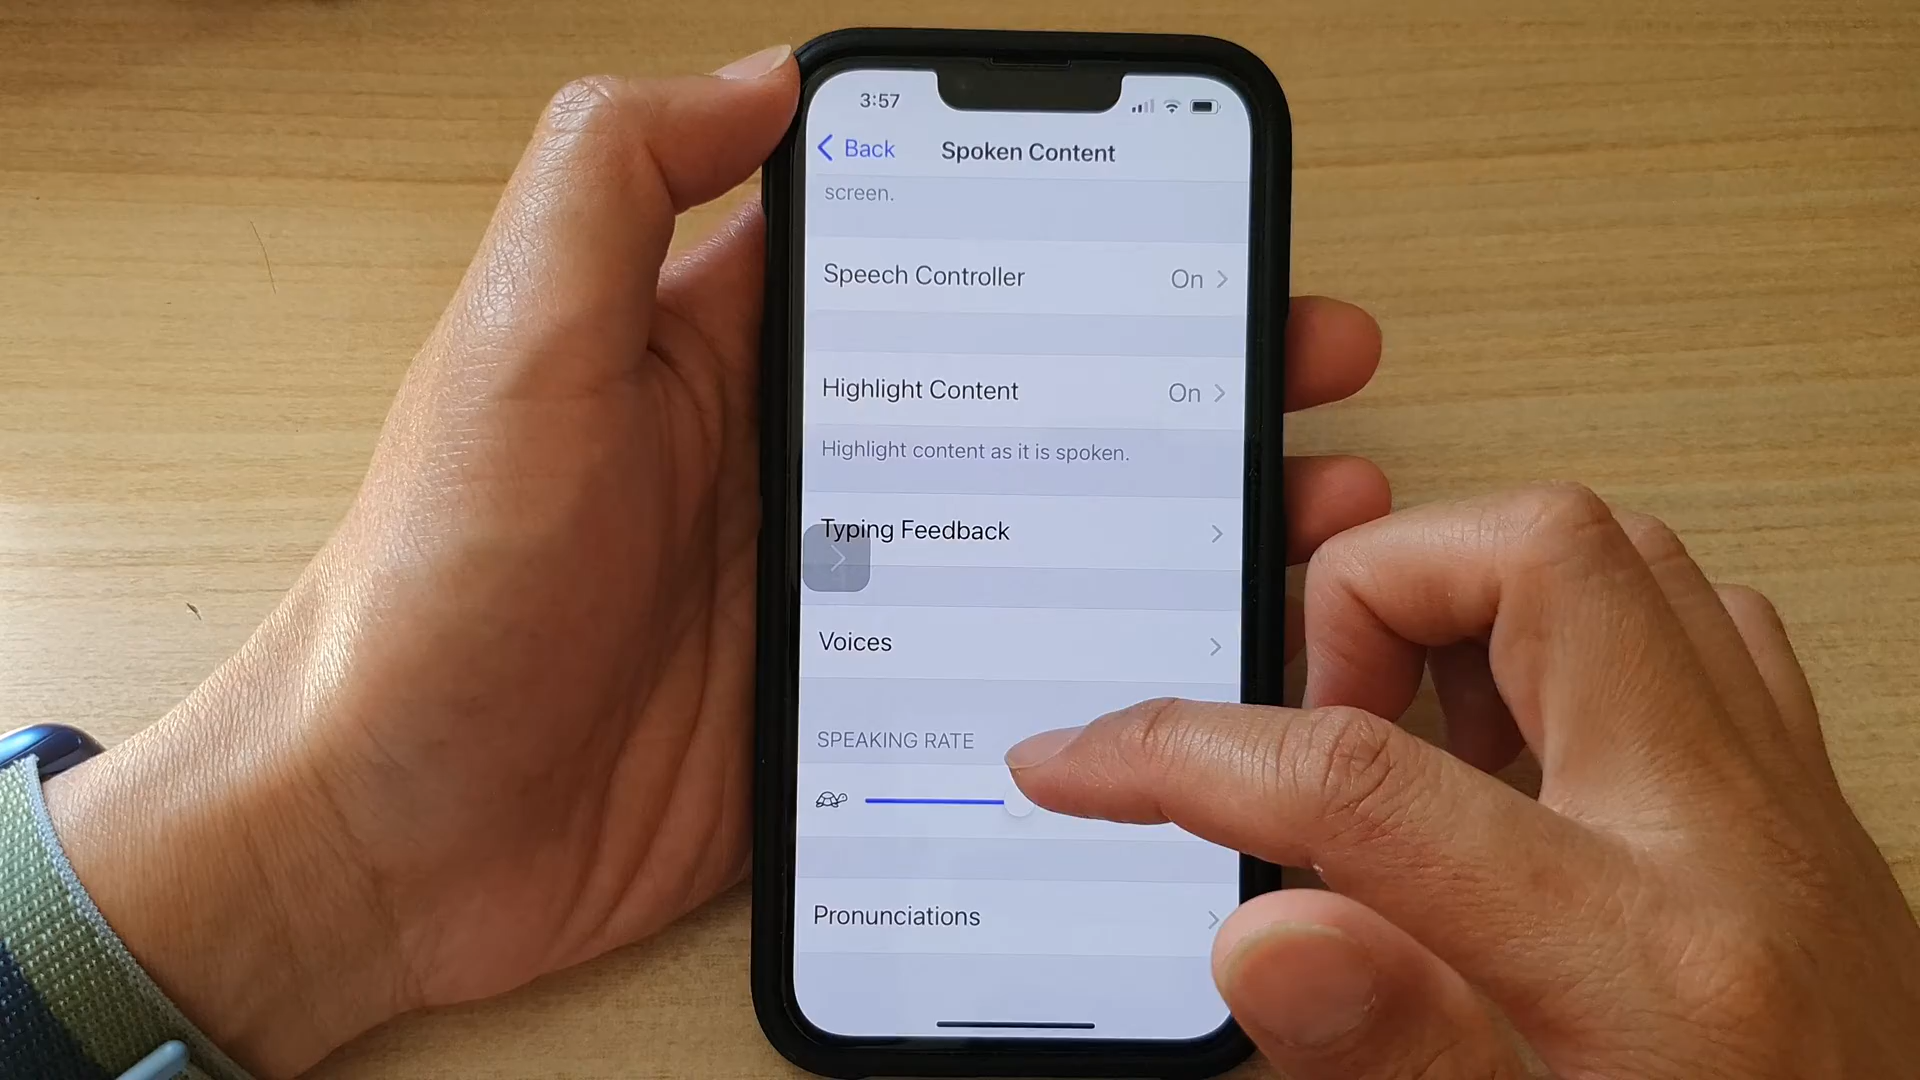 3:57
Back
Spoken Content
screen.
Speech Controller On
Highlight Content On
Highlight content as it is spoken.
Typing Feedback
Voices
SPEAKING RATE
Pronunciations